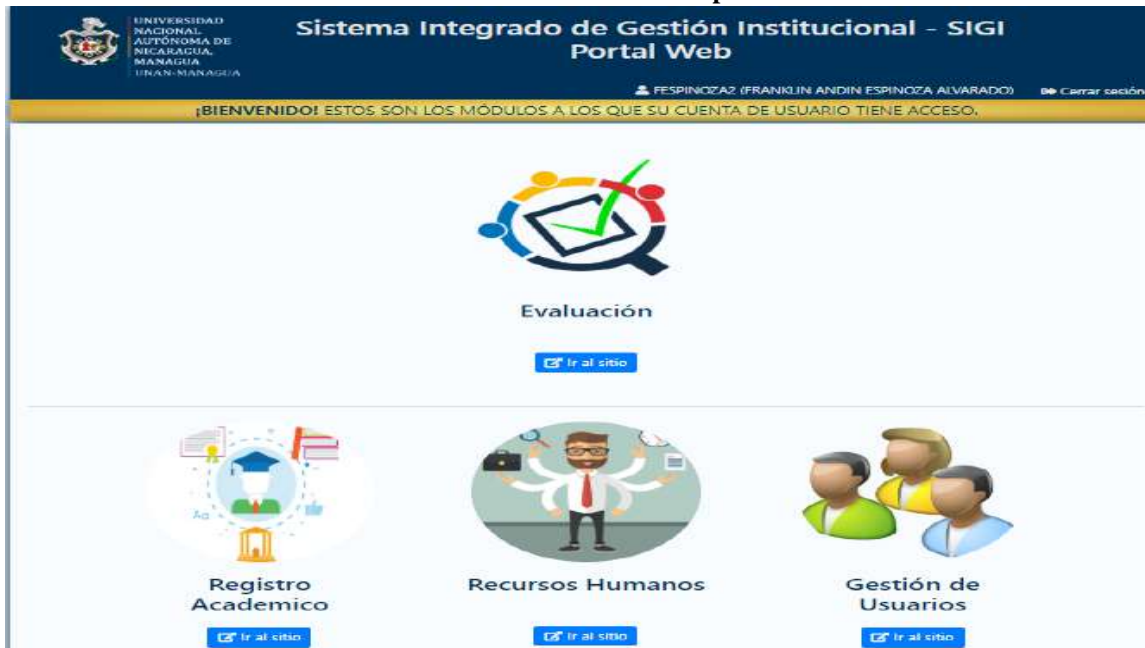 UNIVERSIDAD
NACIONAL
AUTÓNOMA DE
NICARAGUA,
MANAGUA
UNAN-MANAGUA
Sistema Integrado de Gestión Institucional - SIGI
Portal Web
FESPINOZA2 (FRANKLIN ANDIN ESPINOZA ALVARADO)
Cerrar sesión
¡BIENVENIDO! ESTOS SON LOS MÓDULOS A LOS QUE SU CUENTA DE USUARIO TIENE ACCESO.
Evaluación
Ir al sitio
Registro
Academico
Ir al sitio
Recursos Humanos
Ir al sitio
Gestión de
Usuarios
Ir al sitio